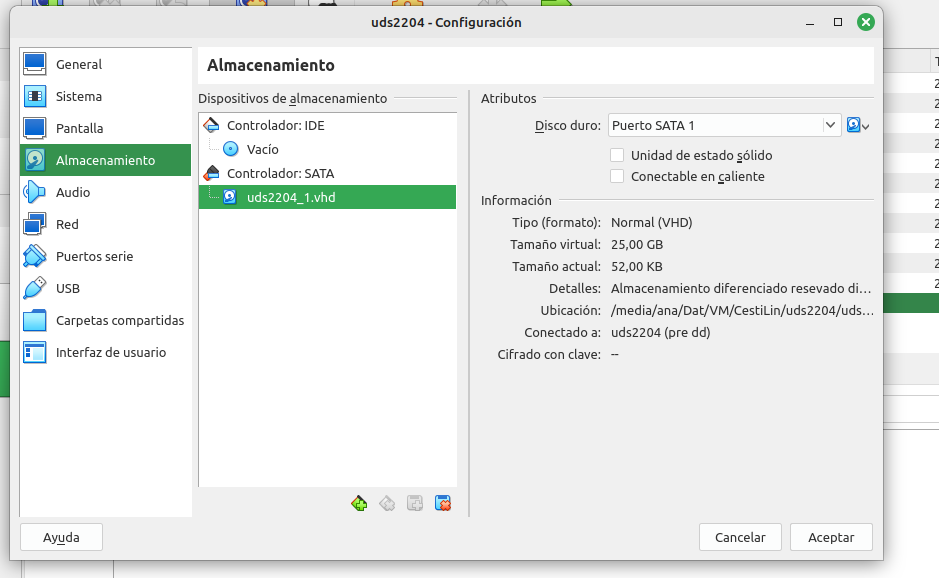 uds2204 - Configuración
General
Sistema
Pantalla
Almacenamiento
Audio
Red
Puertos serie
USB
Carpetas compartidas
Interfaz de usuario
Almacenamiento
Dispositivos de almacenamiento
Controlador: IDE
Vacío
Controlador: SATA
uds2204_1.vhd
Atributos
Disco duro: Puerto SATA 1
Unidad de estado sólido
Conectable en caliente
Información
Tipo (formato): Normal (VHD)
Tamaño virtual: 25,00 GB
Tamaño actual: 52,00 KB
Detalles: Almacenamiento diferenciado resevado di...
Ubicación: /media/ana/Dat/VM/CestiLin/uds2204/uds...
Conectado a: uds2204 (pre dd)
Cifrado con clave: --
Ayuda
Cancelar
Aceptar